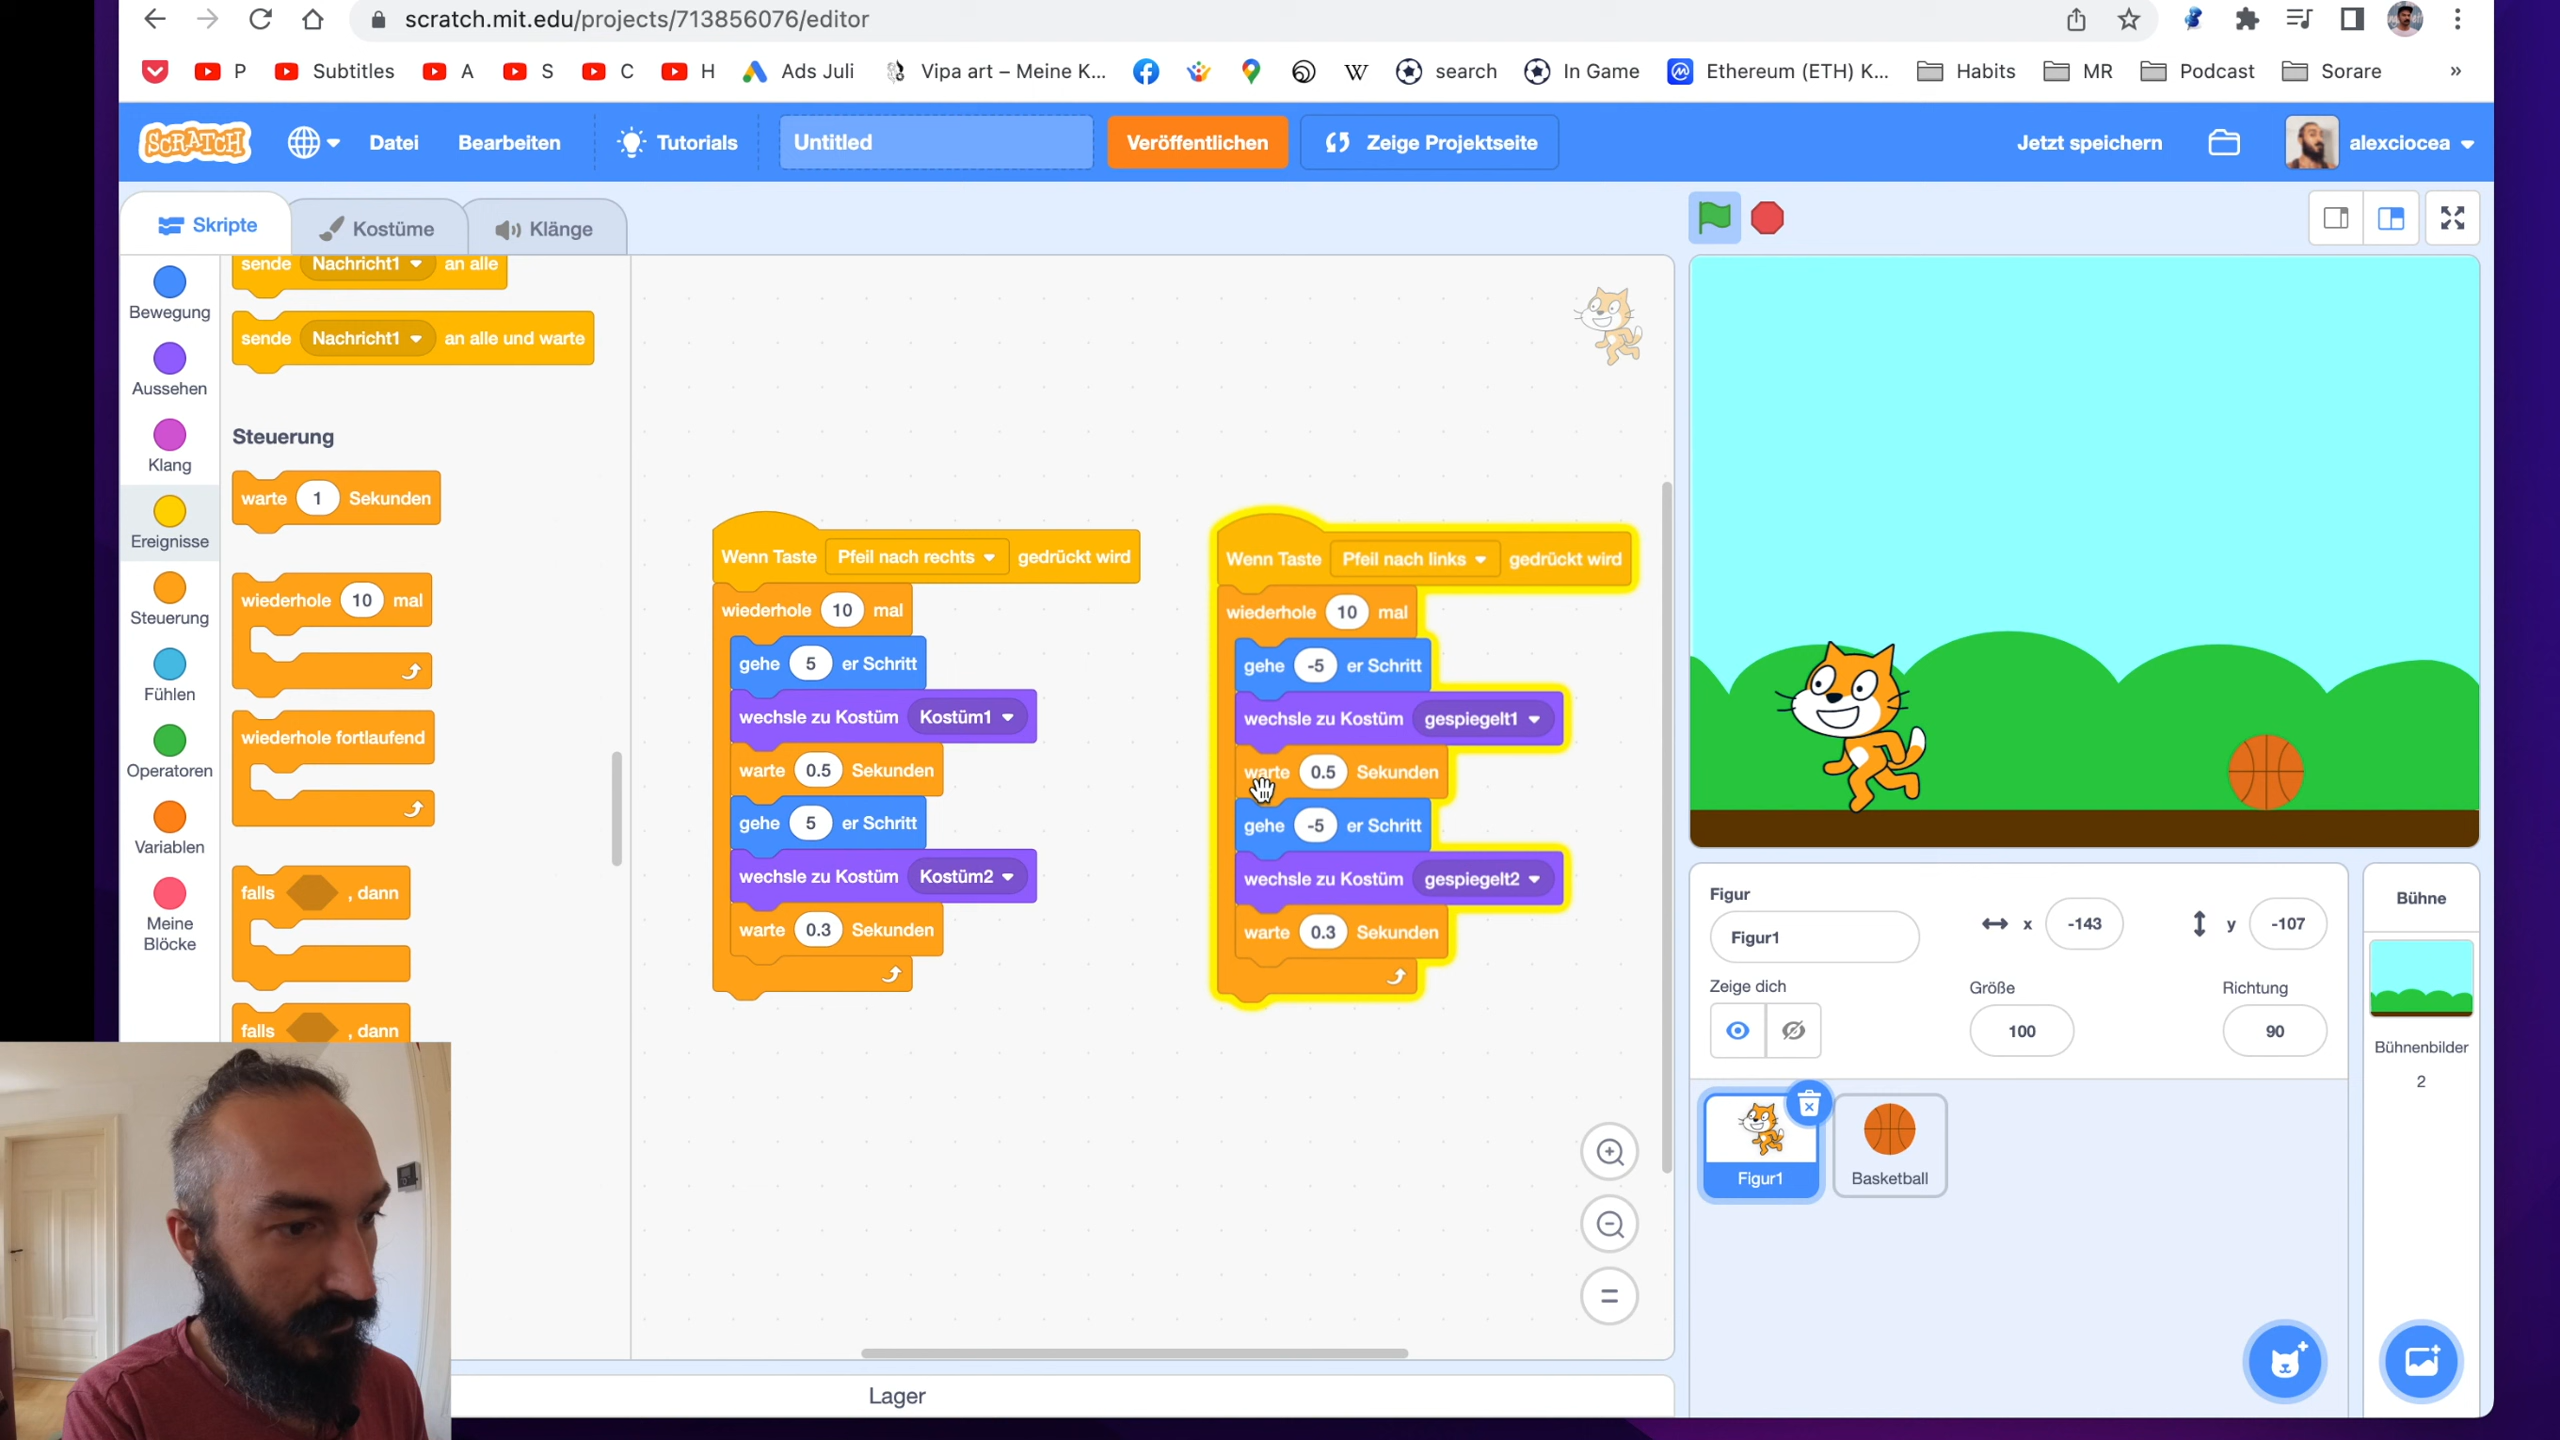 scratch.mit.edu/projects/713856076/editor
P
Subtitles
A
S
C
H
Ads Juli
Vipa art – Meine K...
W
search
In Game
Ethereum (ETH) K...
Habits
MR
Podcast
Sorare
»
SCRATCH
Datei
Bearbeiten
Tutorials
Untitled
Veröffentlichen
Zeige Projektseite
Jetzt speichern
alexciocea
Skripte
Kostüme
Klänge
Bewegung
Aussehen
Klang
Ereignisse
Steuerung
Fühlen
Operatoren
Variablen
Meine
Blöcke
sende Nachricht1 an alle
sende Nachricht1 an alle und warte
Steuerung
warte 1 Sekunden
wiederhole 10 mal
wiederhole fortlaufend
falls , dann
falls , dann
Wenn Taste Pfeil nach rechts gedrückt wird
wiederhole 10 mal
gehe 5 er Schritt
wechsle zu Kostüm Kostüm1
warte 0.5 Sekunden
gehe 5 er Schritt
wechsle zu Kostüm Kostüm2
warte 0.3 Sekunden
Wenn Taste Pfeil nach links gedrückt wird
wiederhole 10 mal
gehe -5 er Schritt
wechsle zu Kostüm gespiegelt1
warte 0.5 Sekunden
gehe -5 er Schritt
wechsle zu Kostüm gespiegelt2
warte 0.3 Sekunden
Lager
Figur
Figur1
x -143
y -107
Zeige dich
Größe
100
Richtung
90
Figur1
Basketball
Bühne
Bühnenbilder
2